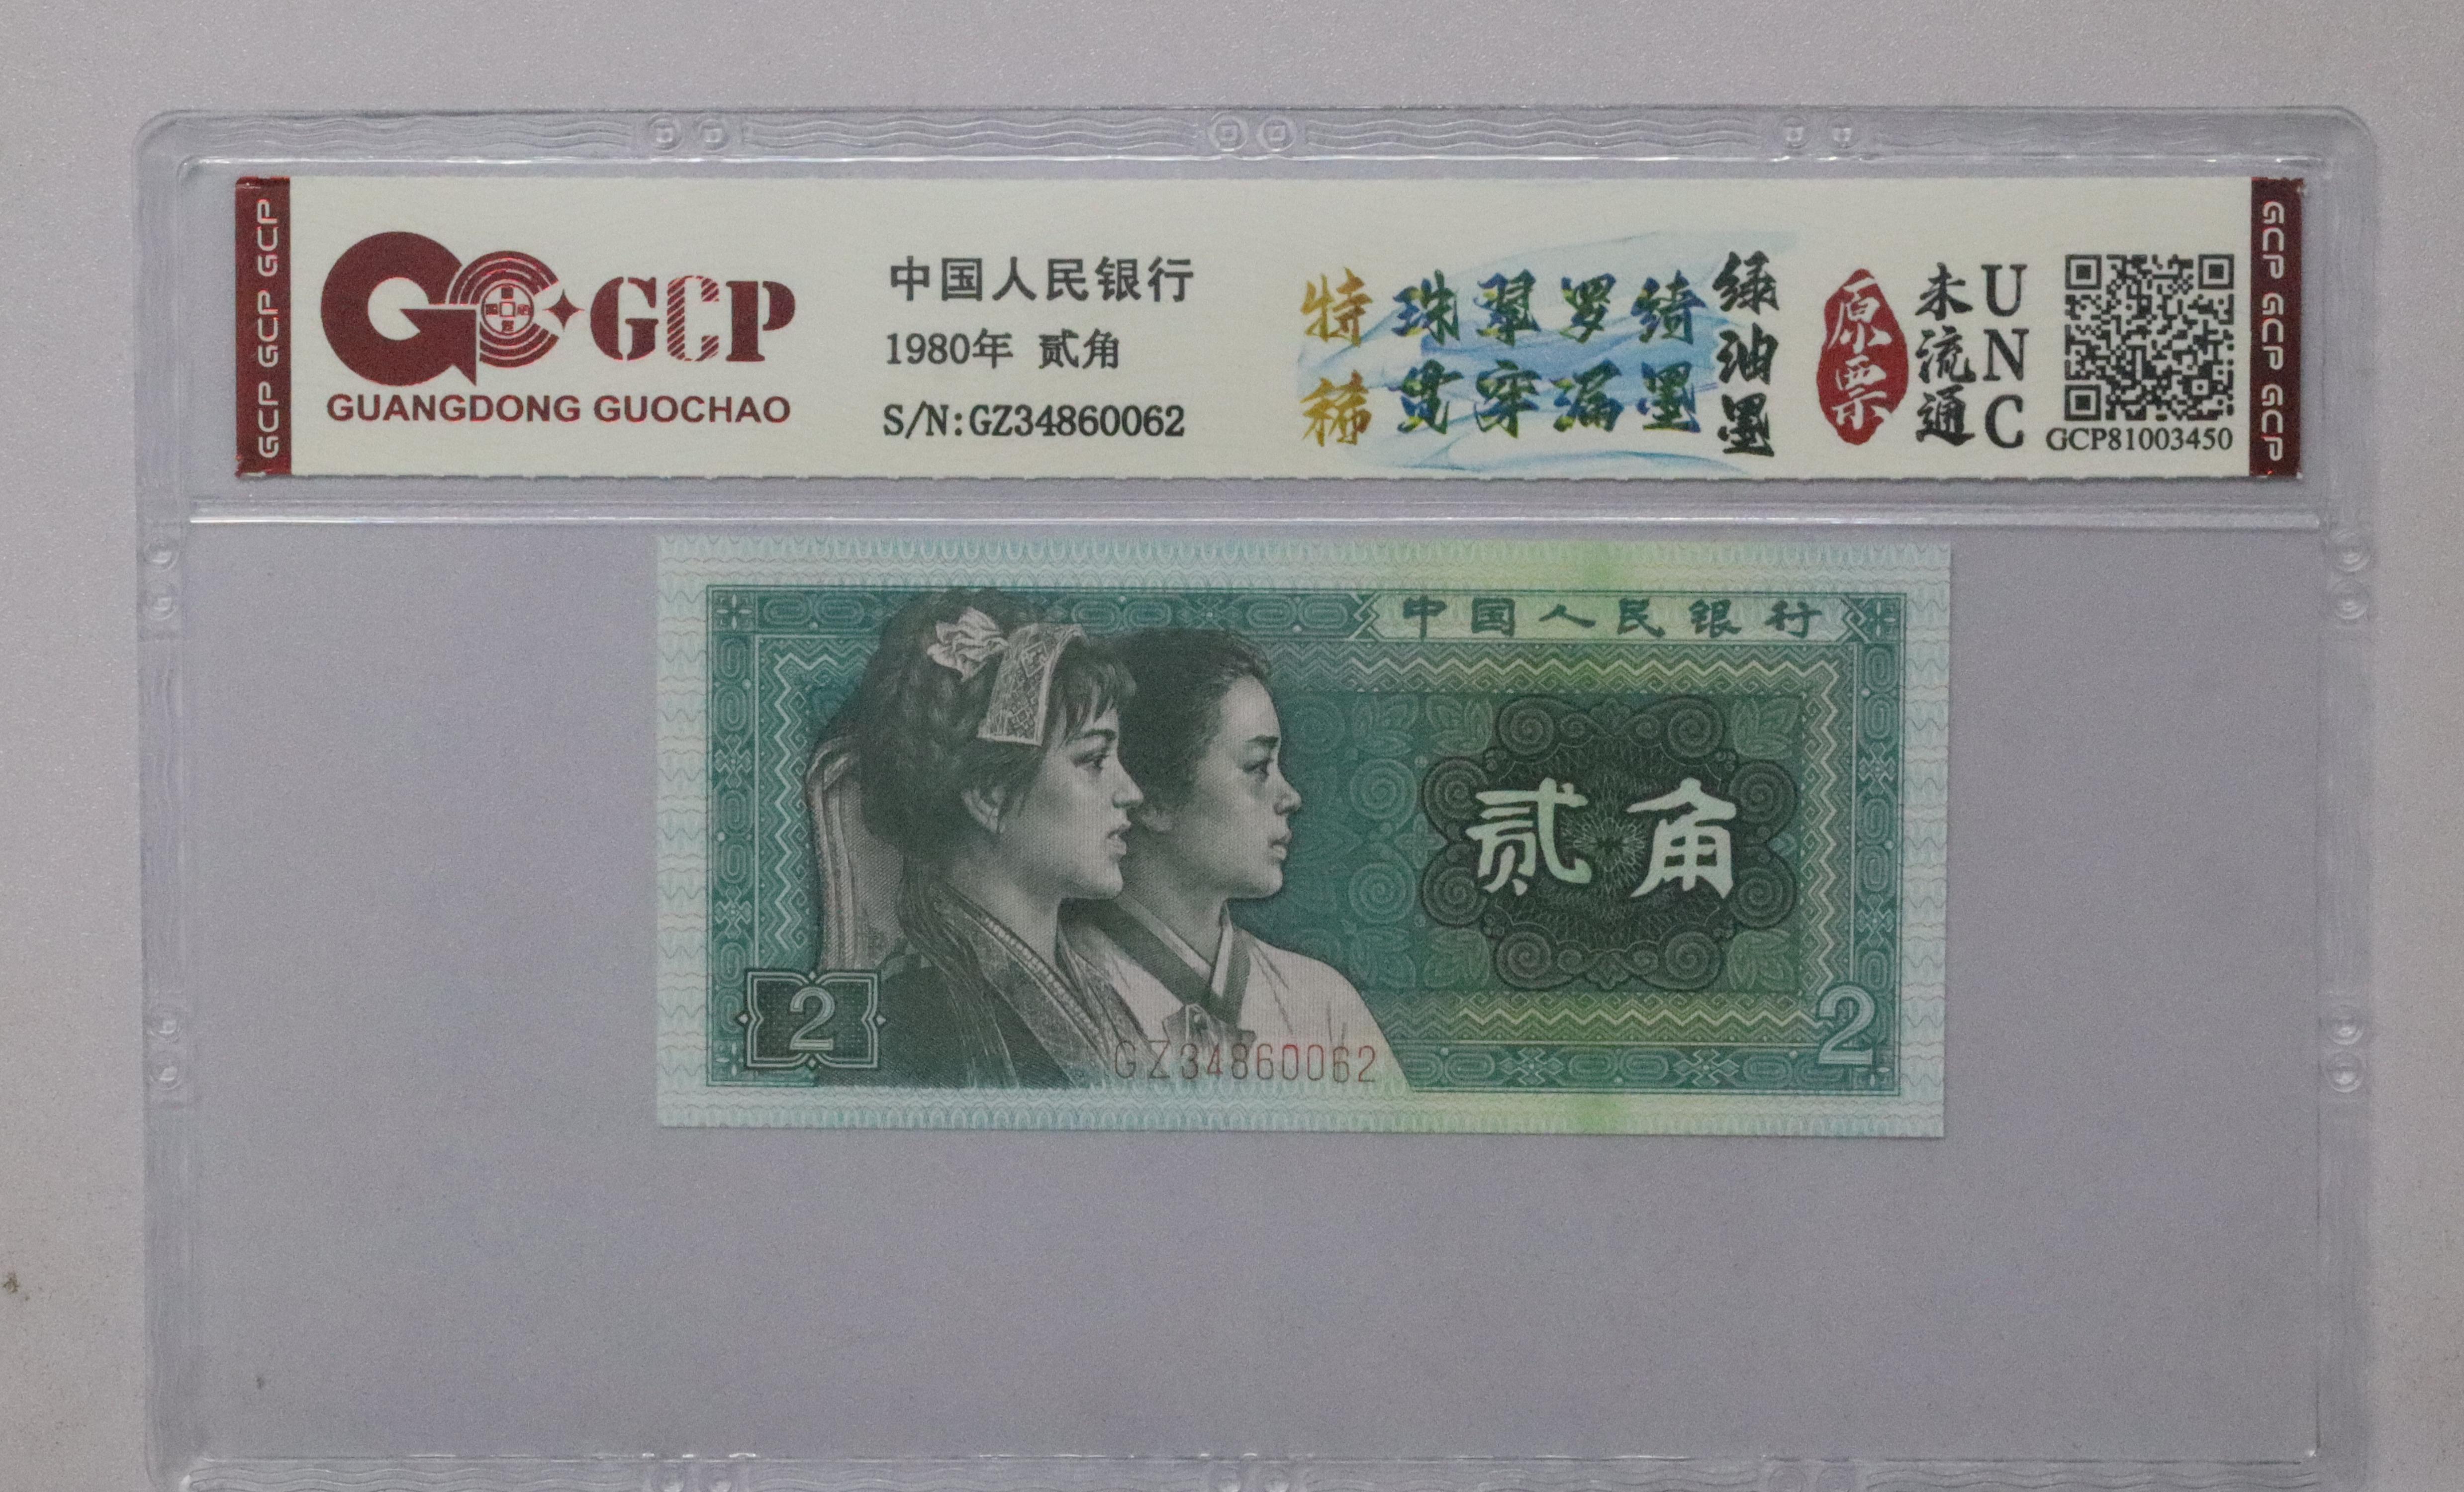 GCP GCP GCP
GCP
GUANGDONG GUOCHAO
中国人民银行
1980年 贰角
S/N:GZ34860062
特稀
珠翠罗绮
贯穿漏墨
绿油墨
原票
未流通
UNC
GCP81003450
GCP GCP GCP
中国人民银行
贰角
2
GZ34860062
2